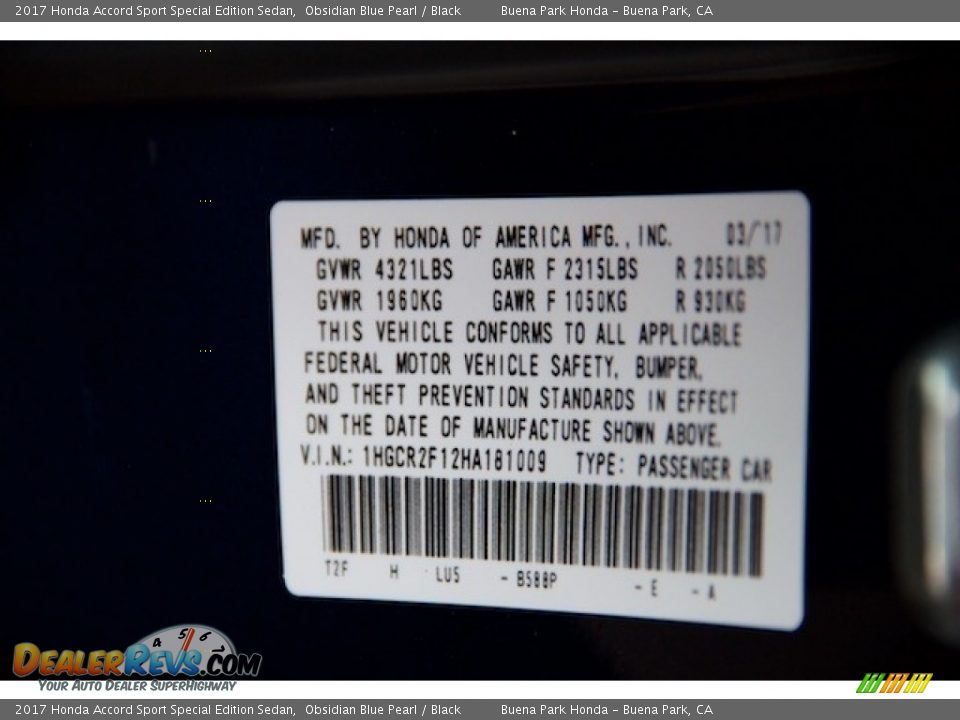 2017 Honda Accord Sport Special Edition Sedan, Obsidian Blue Pearl / Black Buena Park Honda - Buena Park, CA
MFD. BY HONDA OF AMERICA MFG., INC. 03/17
GVWR 4321LBS GAWR F 2315LBS R 2050LBS
GVWR 1960KG GAWR F 1050KG R 930KG
THIS VEHICLE CONFORMS TO ALL APPLICABLE
FEDERAL MOTOR VEHICLE SAFETY, BUMPER,
AND THEFT PREVENTION STANDARDS IN EFFECT
ON THE DATE OF MANUFACTURE SHOWN ABOVE.
V.I.N.: 1HGCR2F12HA181009 TYPE: PASSENGER CAR
T2F H LU5 - B588P - E - A
4 5 6 7
DEALERREVS.COM
YOUR AUTO DEALER SUPERHIGHWAY
2017 Honda Accord Sport Special Edition Sedan, Obsidian Blue Pearl / Black Buena Park Honda - Buena Park, CA